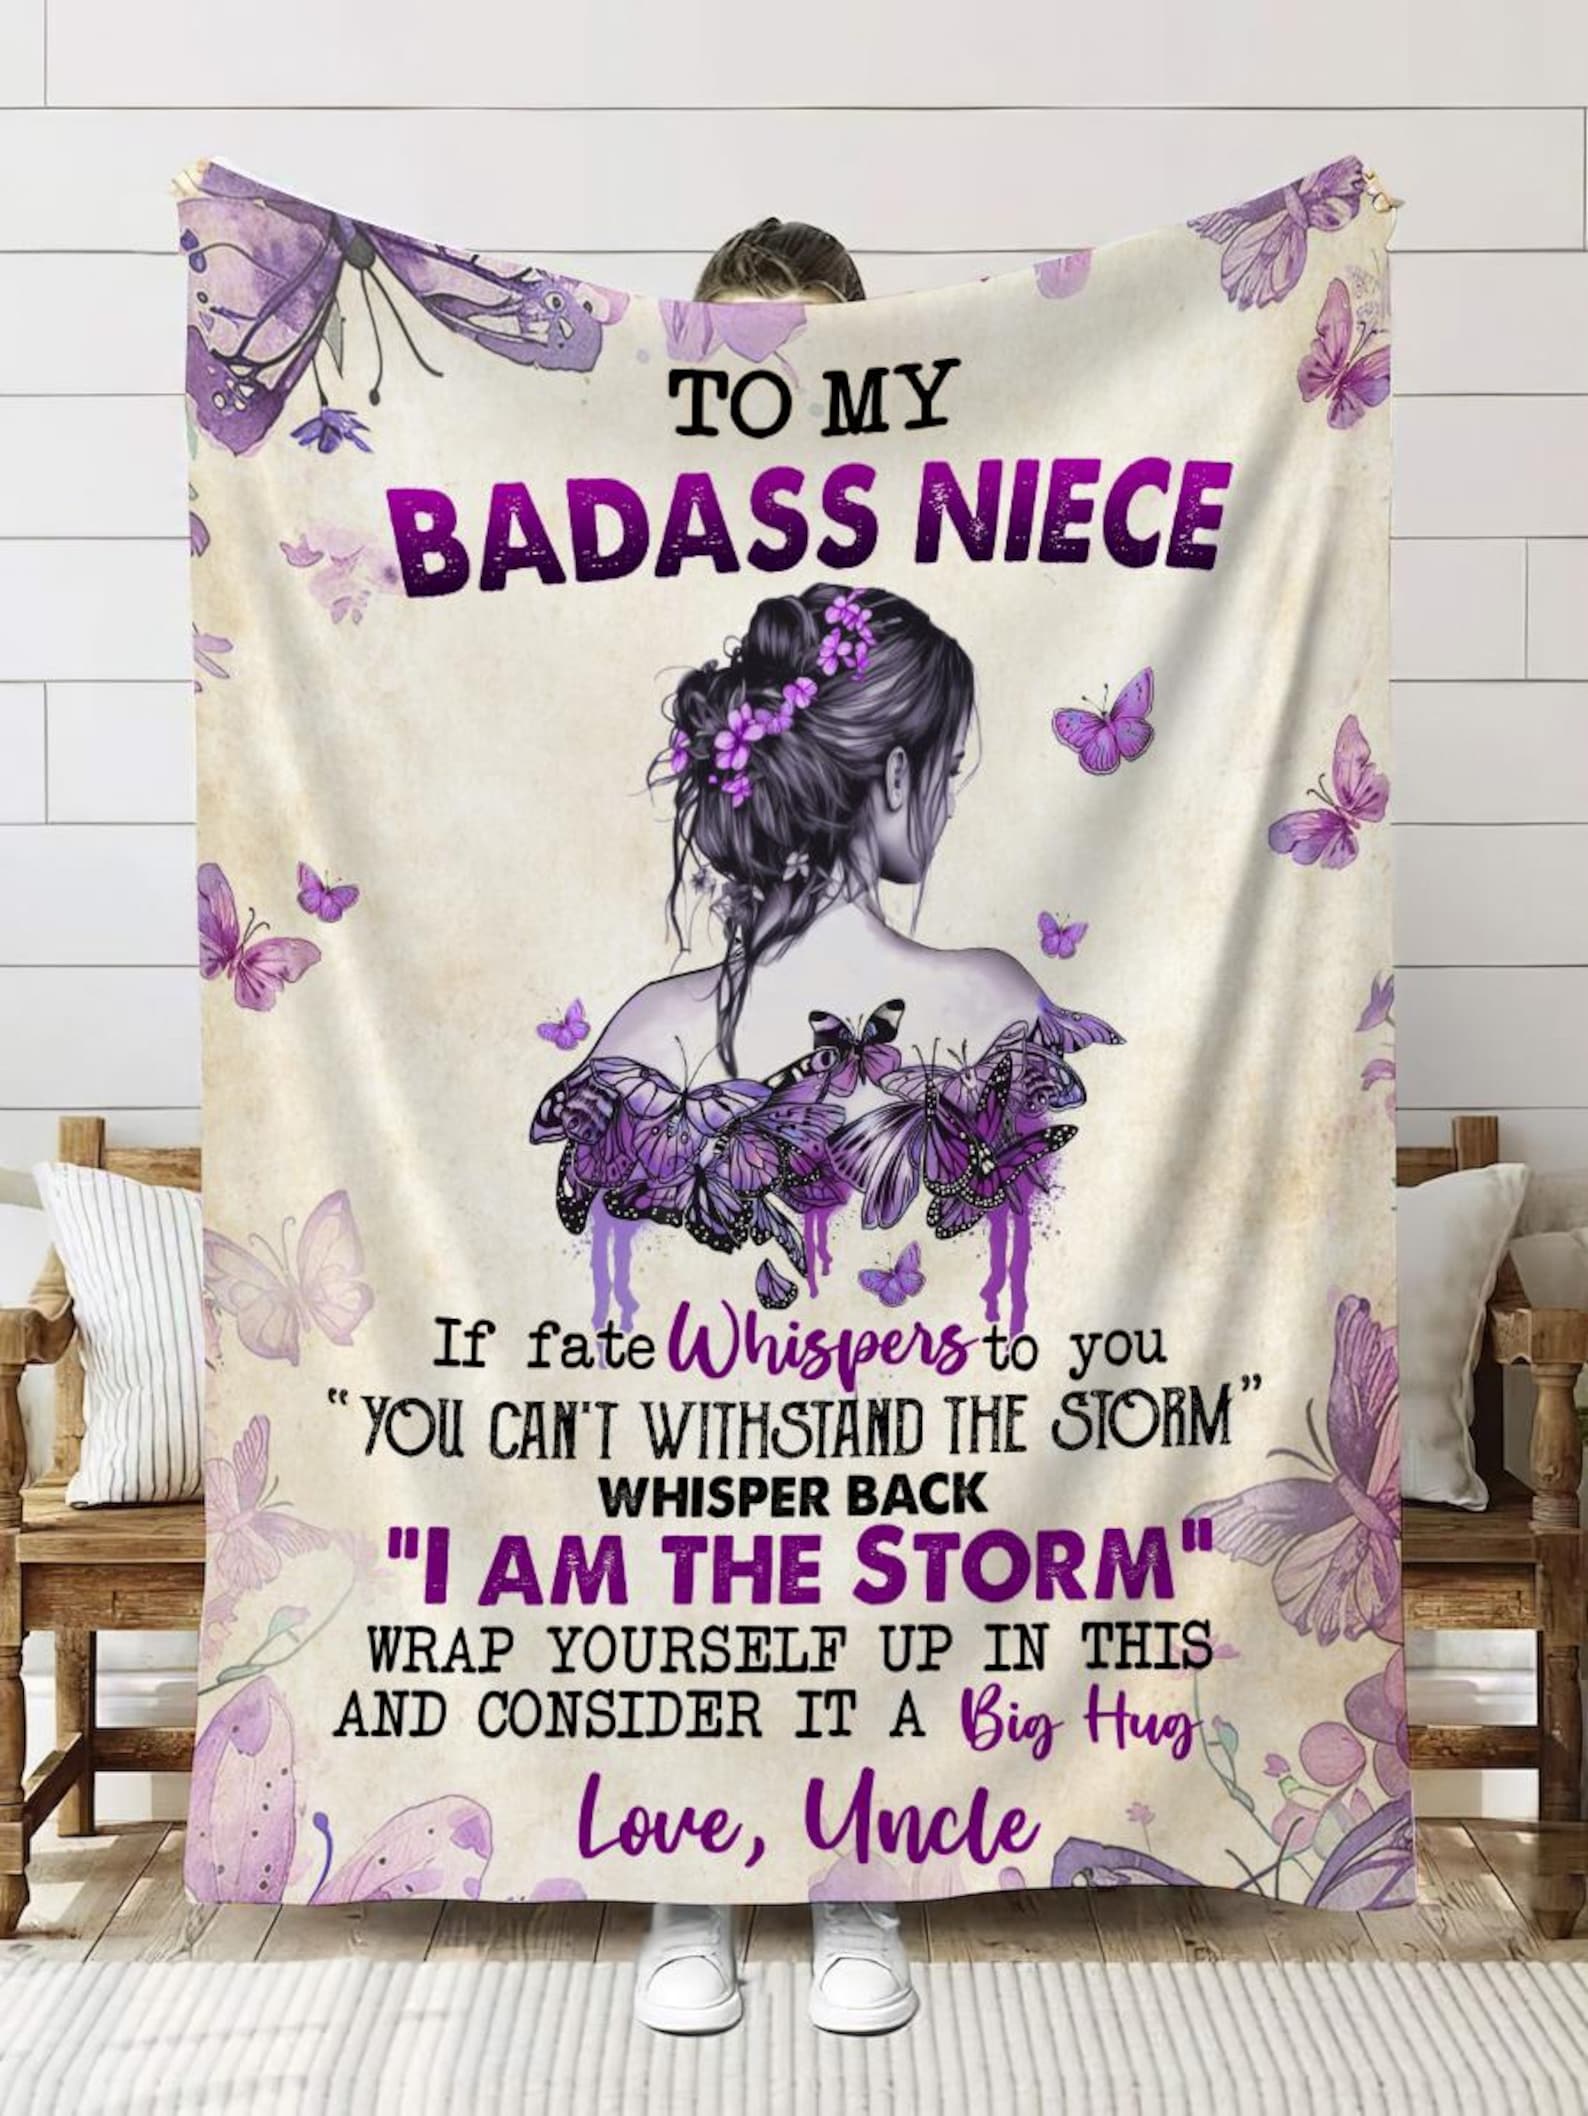 TO MY
BADASS NIECE
If fate Whispers to you
“YOU CAN'T WITHSTAND THE STORM”
WHISPER BACK
"I AM THE STORM"
WRAP YOURSELF UP IN THIS
AND CONSIDER IT A Big Hug
Love, Uncle